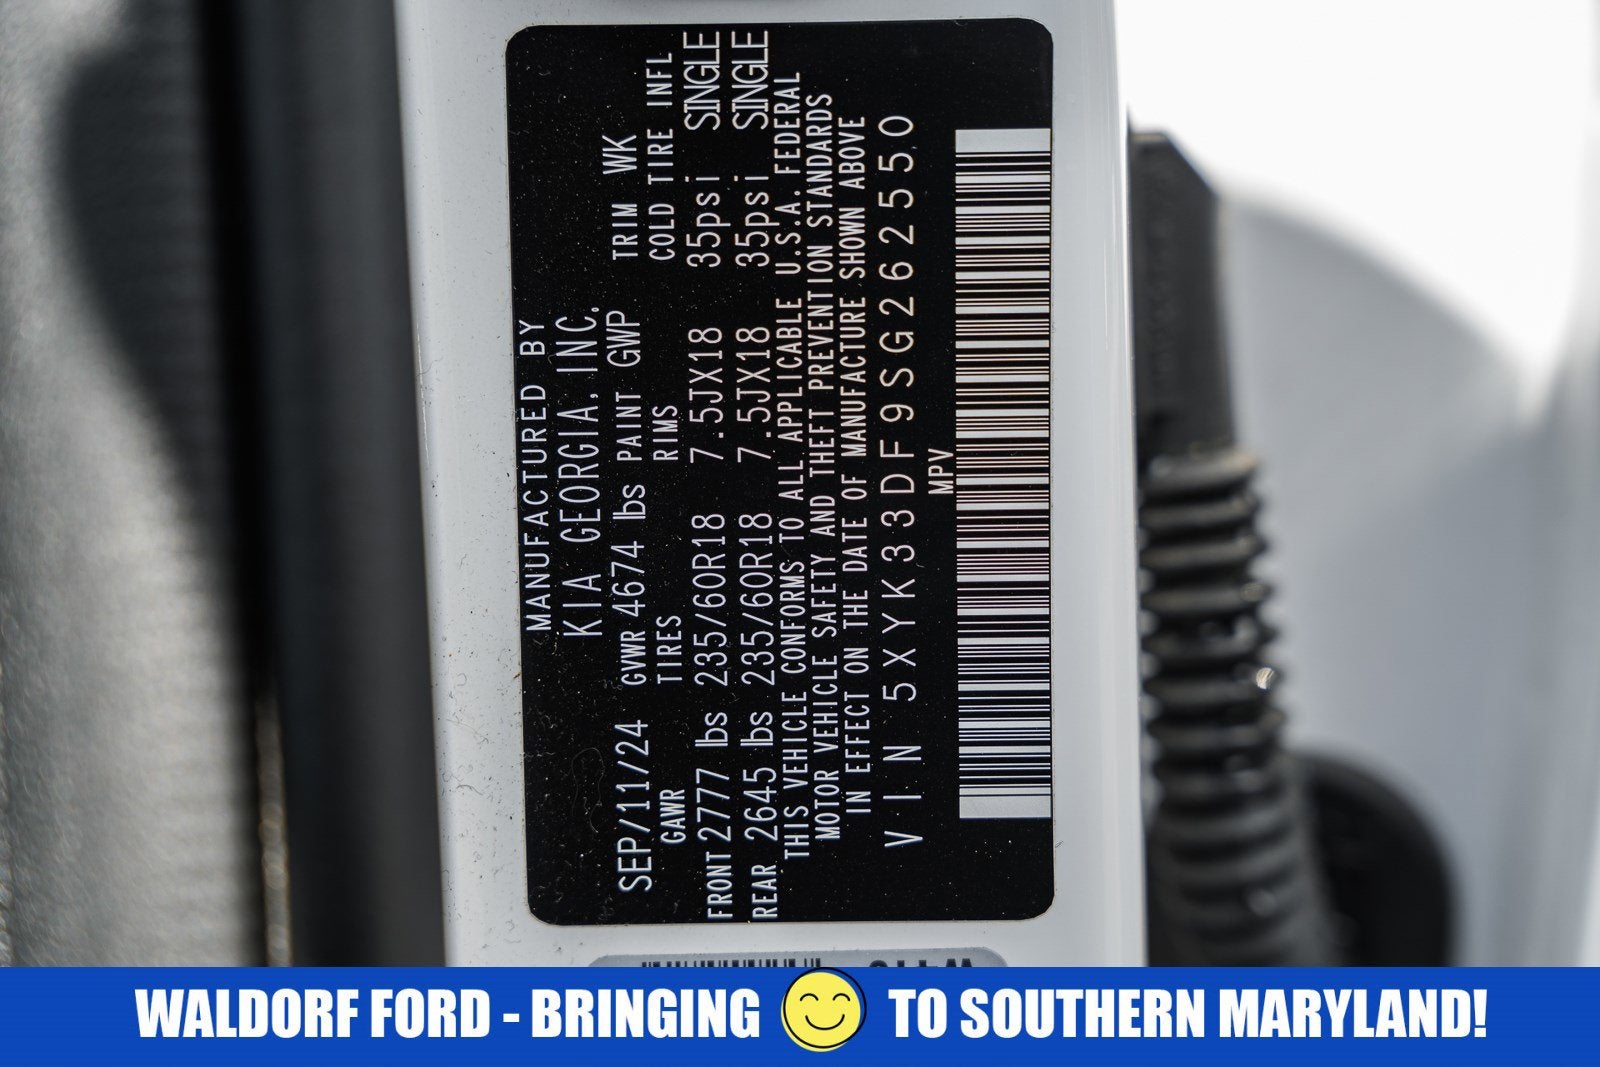 MANUFACTURED BY
KIA GEORGIA, INC.
SEP/11/24 GVWR 4674 lbs PAINT GWP TRIM WK
GAWR TIRES RIMS COLD TIRE INFL
FRONT 2777 lbs 235/60R18 7.5JX18 35psi SINGLE
REAR 2645 lbs 235/60R18 7.5JX18 35psi SINGLE
THIS VEHICLE CONFORMS TO ALL APPLICABLE U.S.A. FEDERAL
MOTOR VEHICLE SAFETY AND THEFT PREVENTION STANDARDS
IN EFFECT ON THE DATE OF MANUFACTURE SHOWN ABOVE
VIN 5XYK33DF9SG262550
MPV
WALDORF FORD - BRINGING TO SOUTHERN MARYLAND!